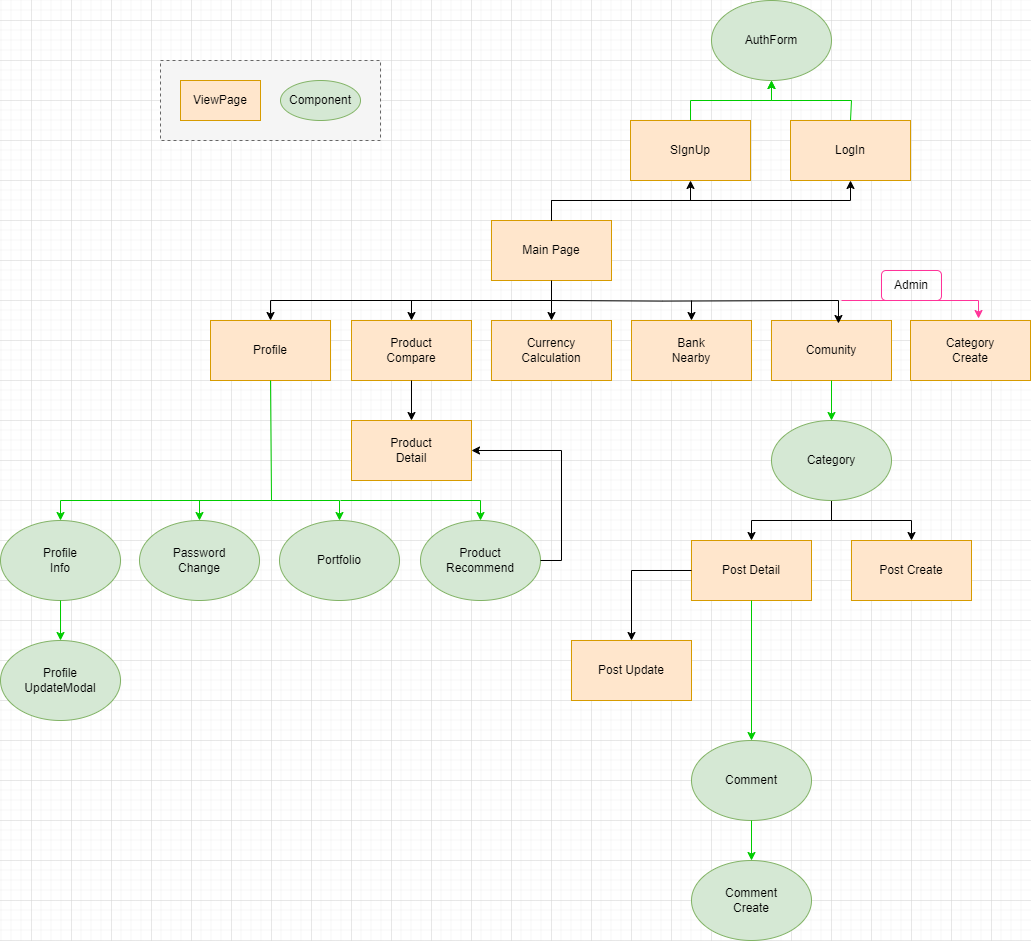 AuthForm
ViewPage
Component
SIgnUp
LogIn
Main Page
Admin
Profile
Product
Compare
Currency
Calculation
Bank
Nearby
Comunity
Category
Create
Product
Detail
Category
Profile
Info
Password
Change
Portfolio
Product
Recommend
Post Detail
Post Create
Profile
UpdateModal
Post Update
Comment
Comment
Create